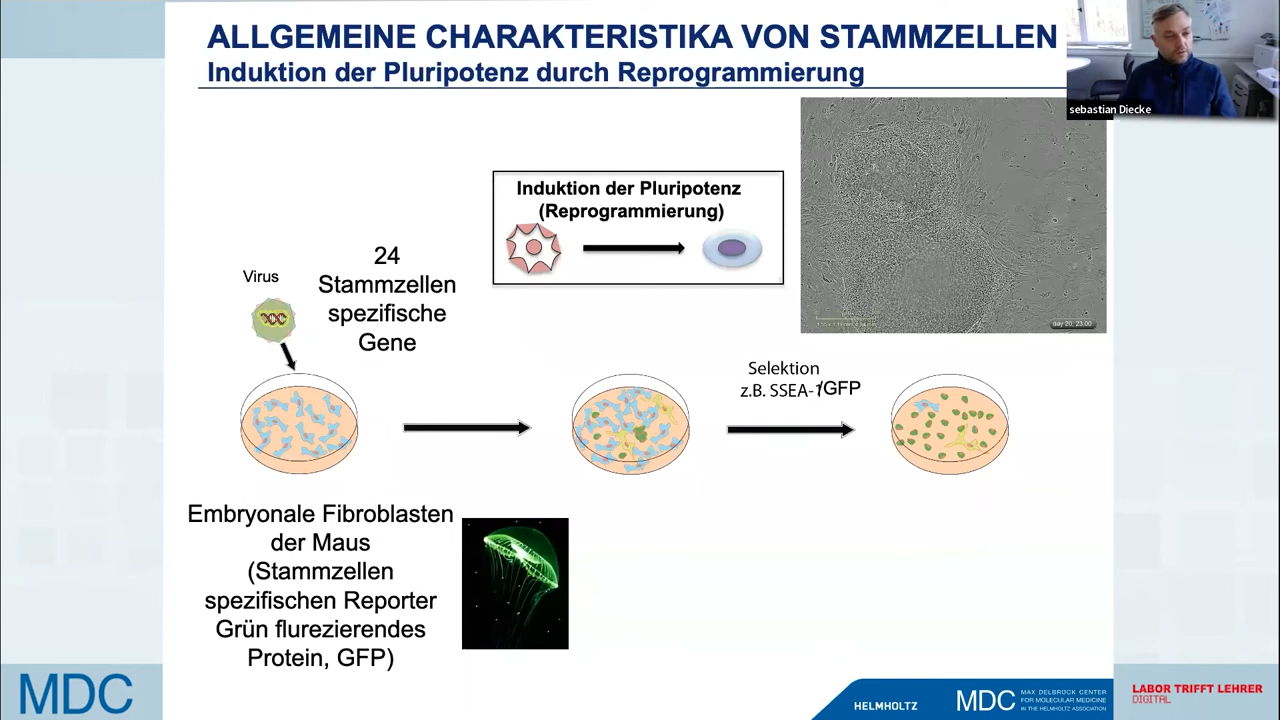 ALLGEMEINE CHARAKTERISTIKA VON STAMMZELLEN
Induktion der Pluripotenz durch Reprogrammierung
sebastian Diecke
Induktion der Pluripotenz
(Reprogrammierung)
Virus
24
Stammzellen
spezifische
Gene
day 20, 23:00
Selektion
z.B. SSEA-1/GFP
Embryonale Fibroblasten
der Maus
(Stammzellen
spezifischen Reporter
Grün flurezierendes
Protein, GFP)
MDC
HELMHOLTZ
MDC
MAX DELBRÜCK CENTER
FOR MOLECULAR MEDICINE
IN THE HELMHOLTZ ASSOCIATION
LABOR TRIFFT LEHRER
DIGITAL